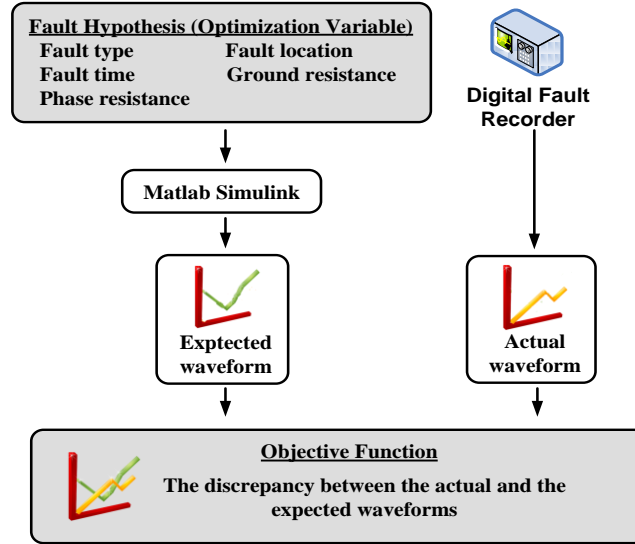 Fault Hypothesis (Optimization Variable)
Fault type Fault location
Fault time Ground resistance
Phase resistance
Digital Fault
Recorder
Matlab Simulink
Exptected
waveform
Actual
waveform
Objective Function
The discrepancy between the actual and the
expected waveforms